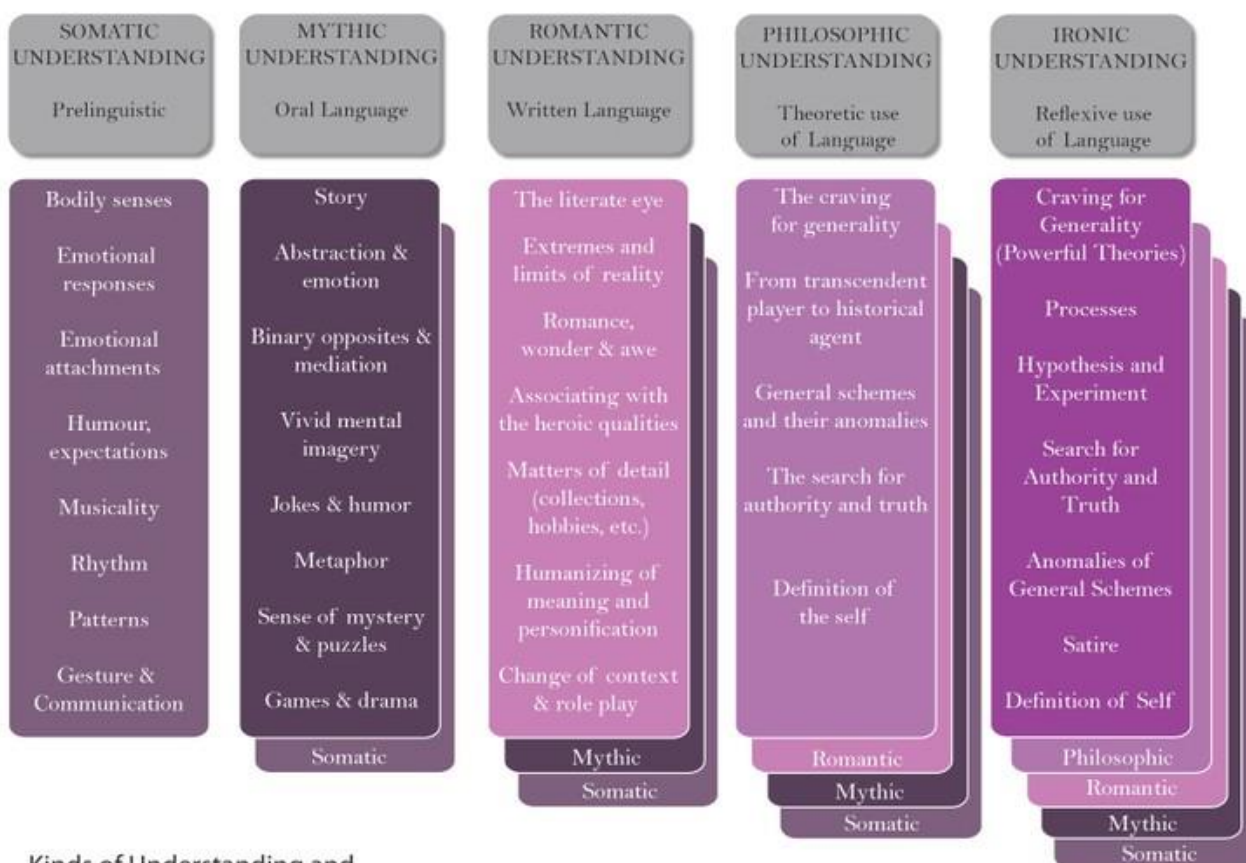 SOMATIC
UNDERSTANDING
Prelinguistic
Bodily senses
Emotional
responses
Emotional
attachments
Humour,
expectations
Musicality
Rhythm
Patterns
Gesture &
Communication
MYTHIC
UNDERSTANDING
Oral Language
Story
Abstraction &
emotion
Binary opposites &
mediation
Vivid mental
imagery
Jokes & humor
Metaphor
Sense of mystery
& puzzles
Games & drama
Somatic
ROMANTIC
UNDERSTANDING
Written Language
The literate eye
Extremes and
limits of reality
Romance,
wonder & awe
Associating with
the heroic qualities
Matters of detail
(collections,
hobbies, etc.)
Humanizing of
meaning and
personification
Change of context
& role play
Mythic
Somatic
PHILOSOPHIC
UNDERSTANDING
Theoretic use
of Language
The craving
for generality
From transcendent
player to historical
agent
General schemes
and their anomalies
The search for
authority and truth
Definition of
the self
Romantic
Mythic
Somatic
IRONIC
UNDERSTANDING
Reflexive use
of Language
Craving for
Generality
(Powerful Theories)
Processes
Hypothesis and
Experiment
Search for
Authority and
Truth
Anomalies of
General Schemes
Satire
Definition of Self
Philosophic
Romantic
Mythic
Somatic
Kinds of Understanding and